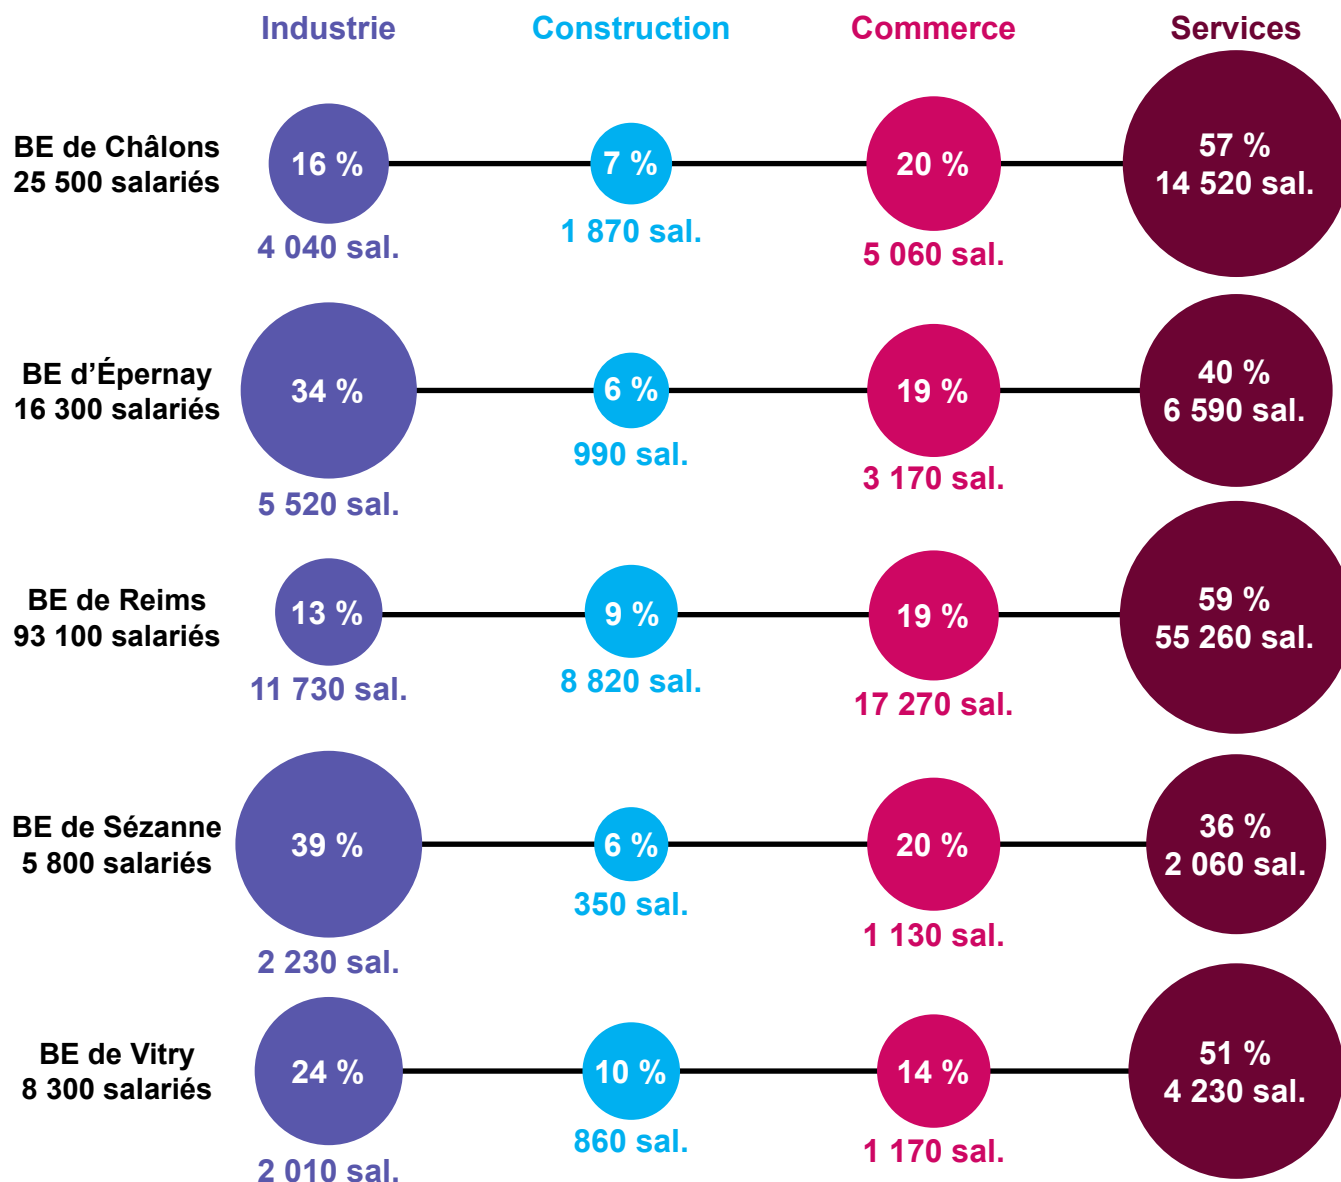 Industrie Construction Commerce Services
BE de Châlons
25 500 salariés
16 %
4 040 sal.
7 %
1 870 sal.
20 %
5 060 sal.
57 %
14 520 sal.
BE d’Épernay
16 300 salariés
34 %
5 520 sal.
6 %
990 sal.
19 %
3 170 sal.
40 %
6 590 sal.
BE de Reims
93 100 salariés
13 %
11 730 sal.
9 %
8 820 sal.
19 %
17 270 sal.
59 %
55 260 sal.
BE de Sézanne
5 800 salariés
39 %
2 230 sal.
6 %
350 sal.
20 %
1 130 sal.
36 %
2 060 sal.
BE de Vitry
8 300 salariés
24 %
2 010 sal.
10 %
860 sal.
14 %
1 170 sal.
51 %
4 230 sal.